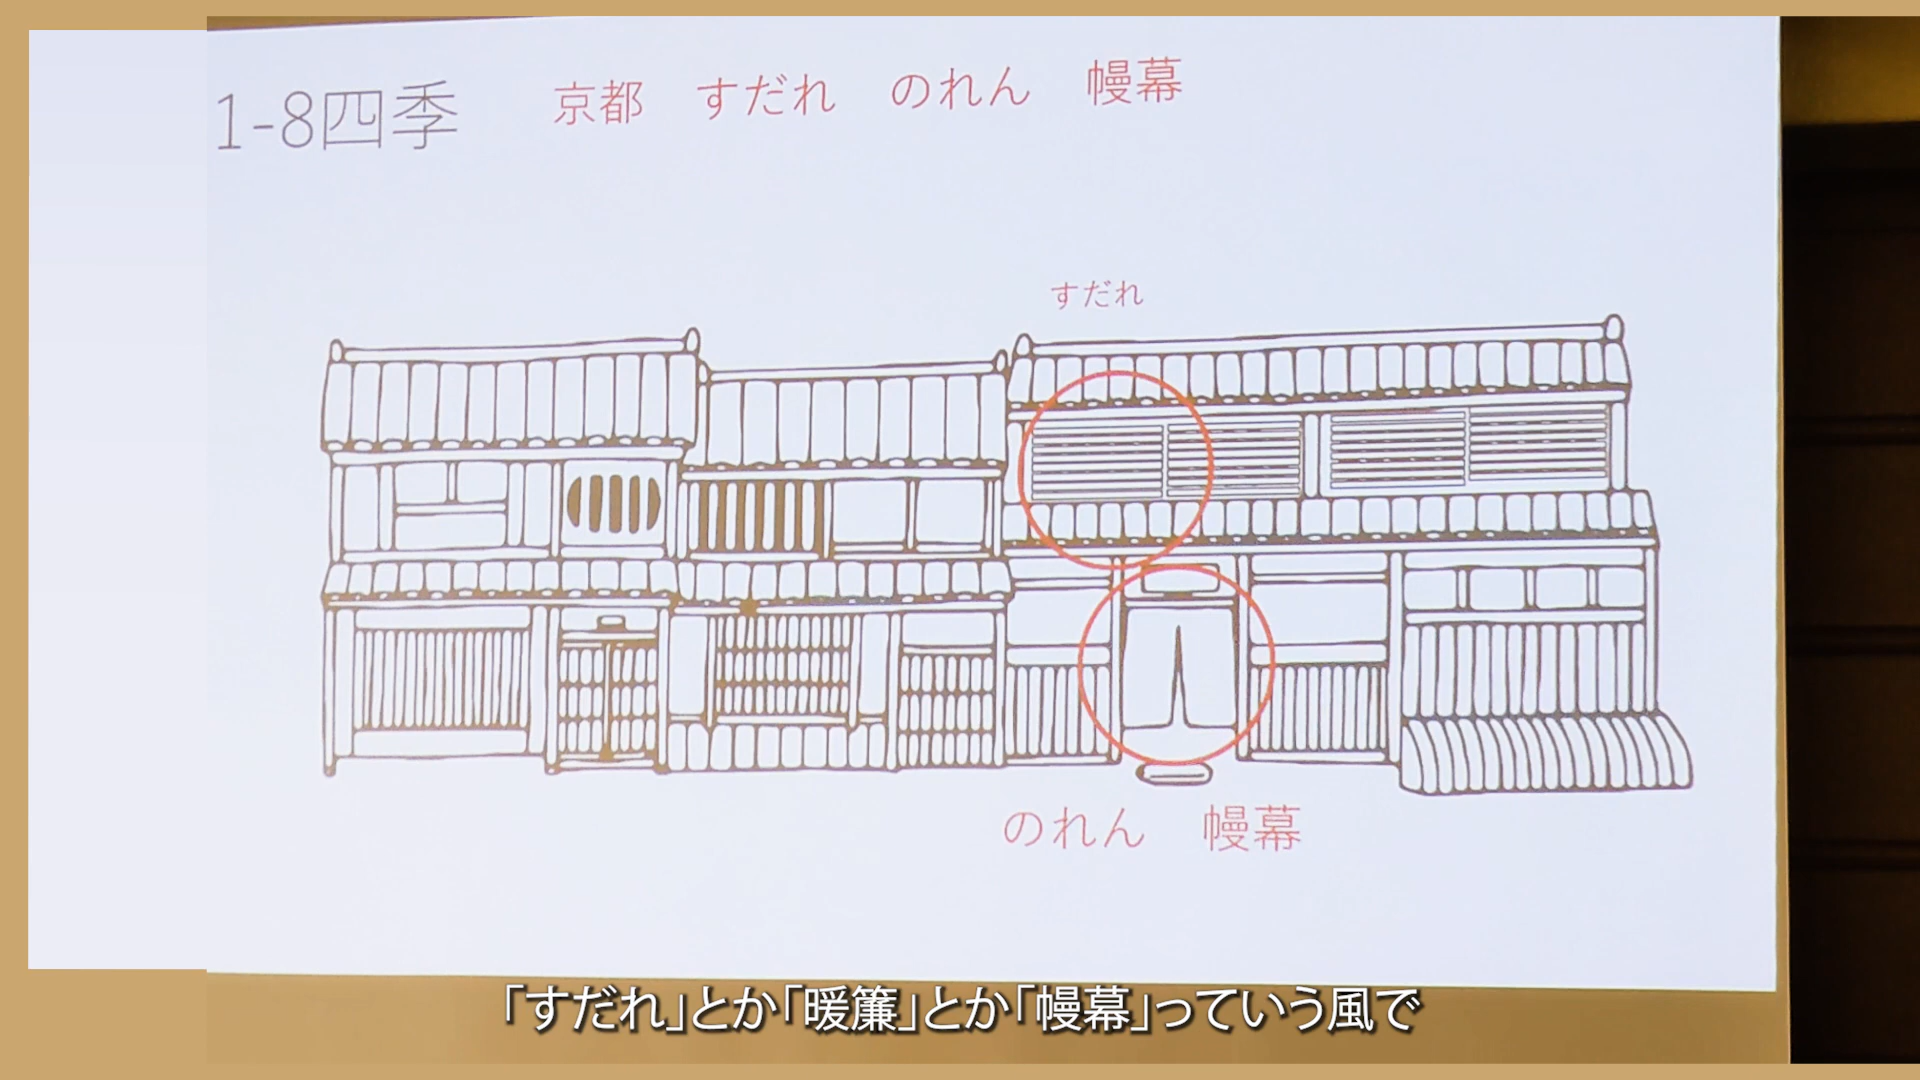 1-8四季 京都 すだれ のれん 幔幕
すだれ
のれん 幔幕
「すだれ」とか「暖簾」とか「幔幕」っていう風で